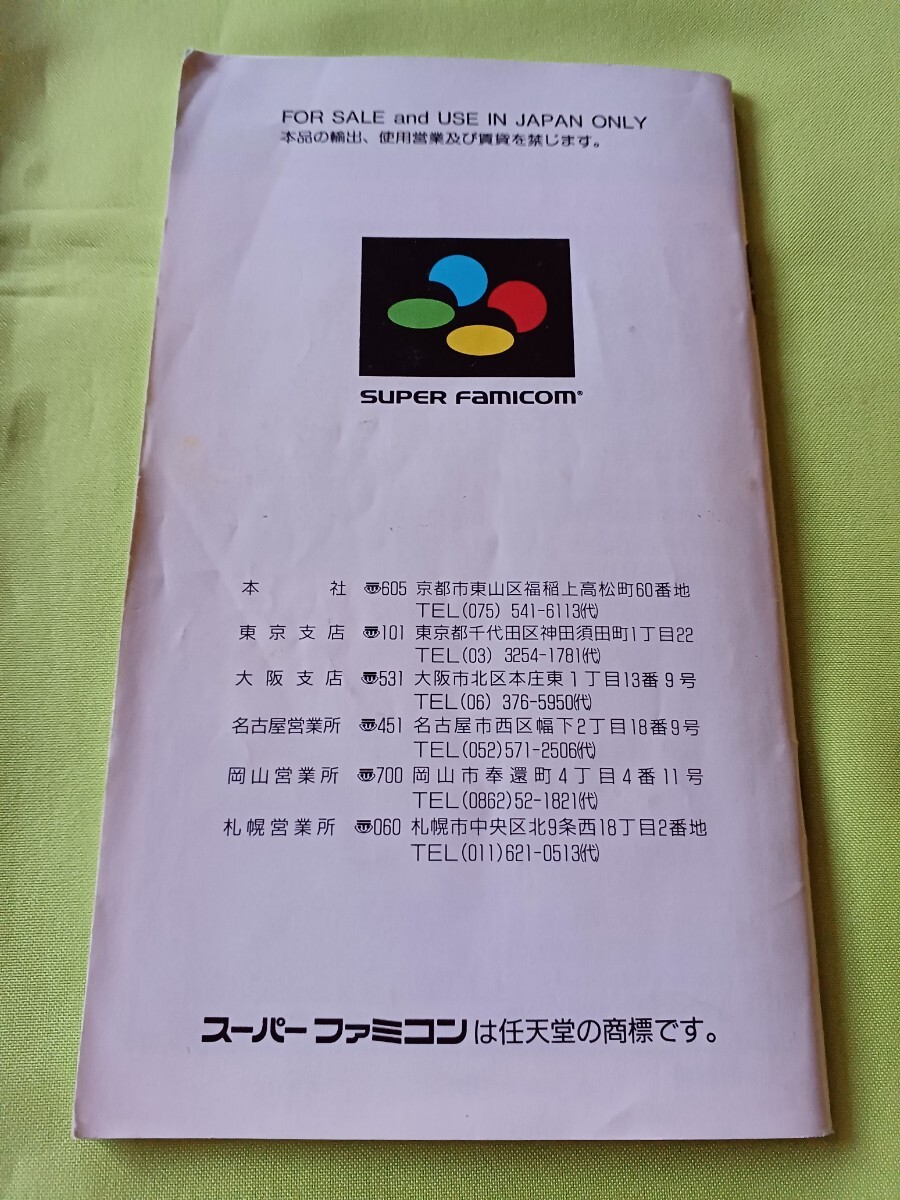 FOR SALE and USE IN JAPAN ONLY
本品の輸出、使用営業及び賃貸を禁じます。
SUPER FAMICOM®
本社 〠605 京都市東山区福稲上高松町60番地
TEL(075) 541-6113㈹
東京支店 〠101 東京都千代田区神田須田町1丁目22
TEL(03) 3254-1781㈹
大阪支店 〠531 大阪市北区本庄東1丁目13番9号
TEL(06) 376-5950㈹
名古屋営業所 〠451 名古屋市西区幅下2丁目18番9号
TEL(052)571-2506㈹
岡山営業所 〠700 岡山市奉還町4丁目4番11号
TEL(0862)52-1821㈹
札幌営業所 〠060 札幌市中央区北9条西18丁目2番地
TEL(011)621-0513㈹
スーパーファミコンは任天堂の商標です。